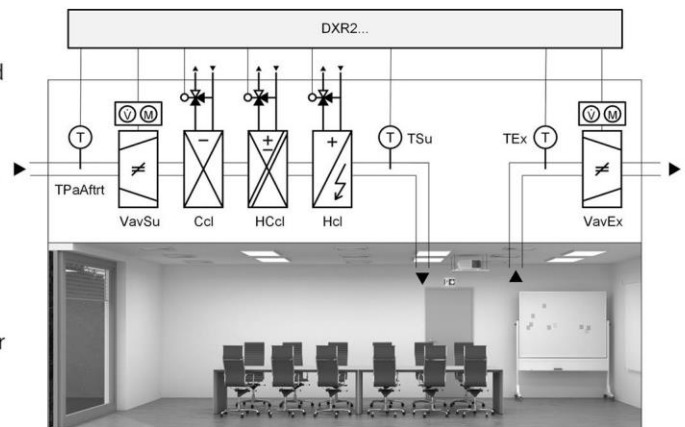 DXR2...
d
V̇ M
V̇ M
T
T TSu
TEx T
− ± + 
TPaAftrt
≠
≠
VavSu Ccl HCcl Hcl VavEx
r